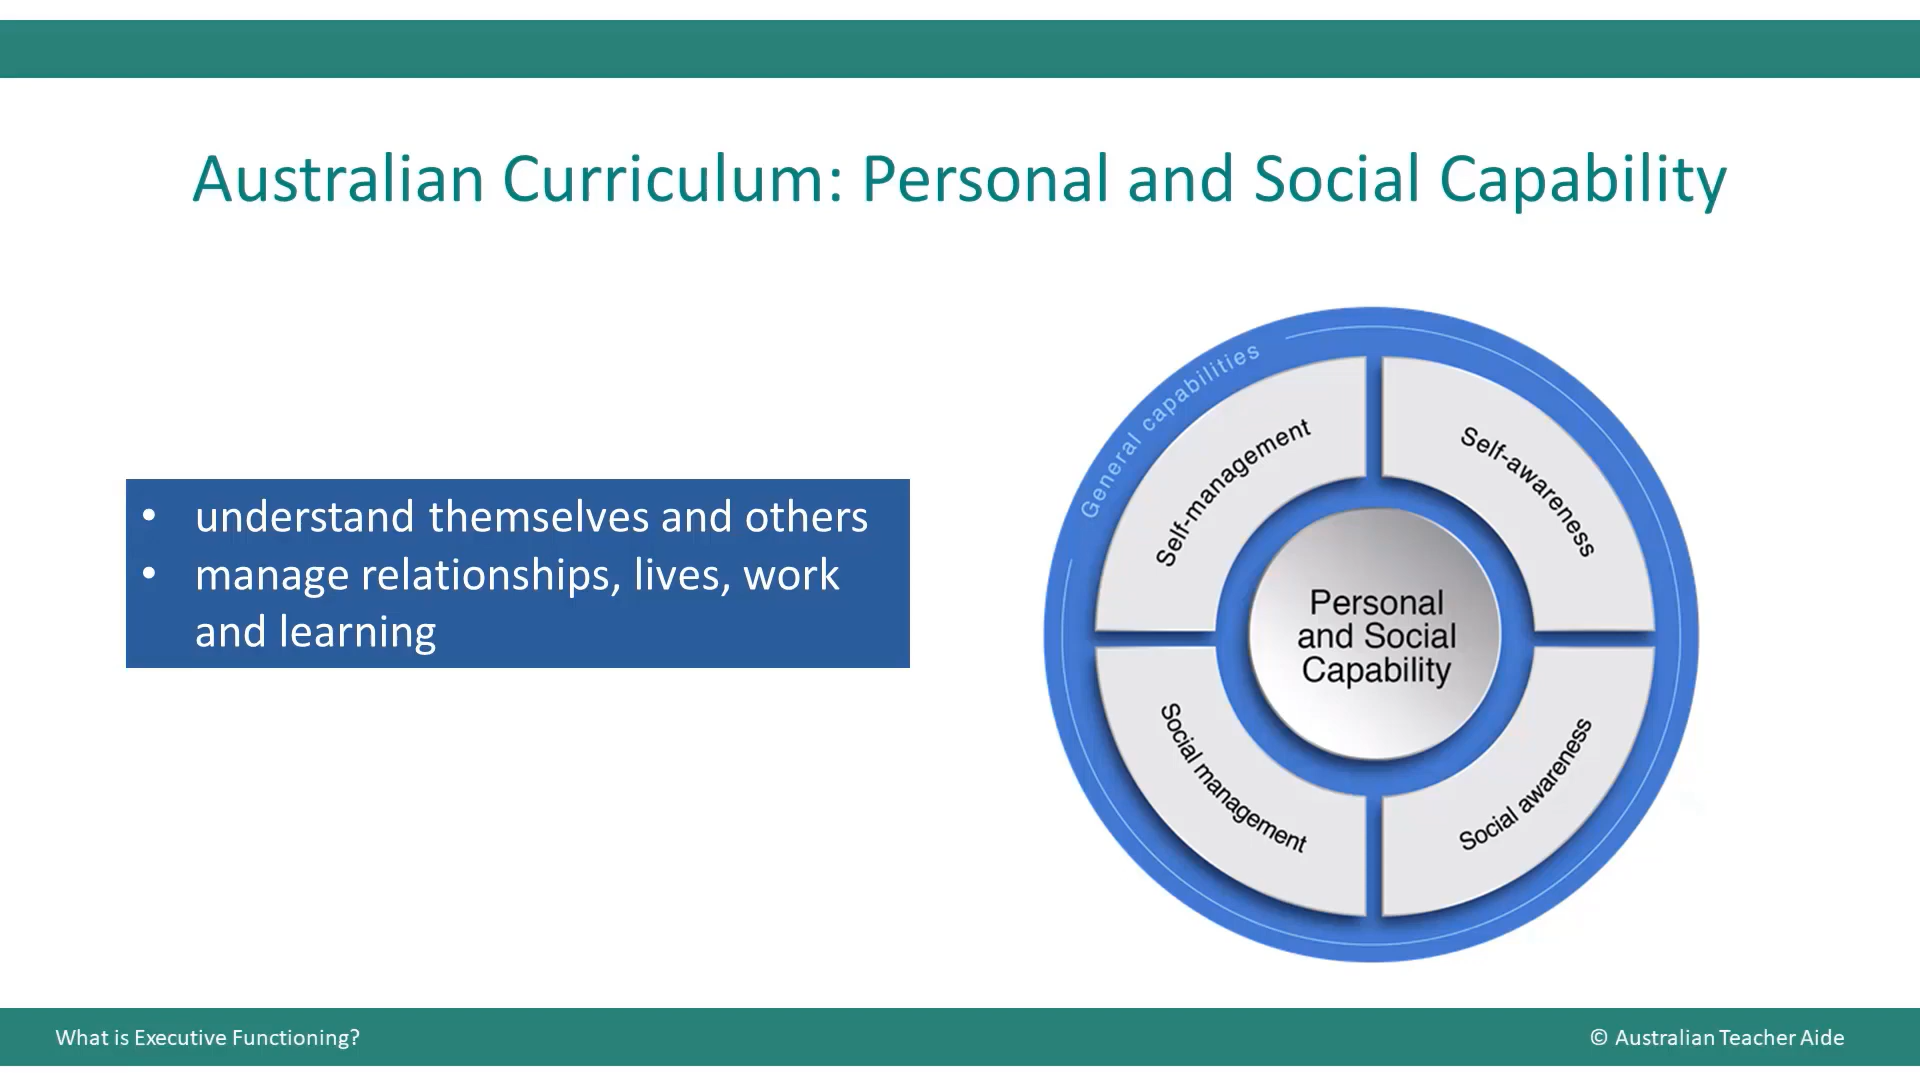 Australian Curriculum: Personal and Social Capability
• understand themselves and others
• manage relationships, lives, work
and learning
General capabilities
Self-management
Self-awareness
Personal
and Social
Capability
Social management
Social awareness
What is Executive Functioning?
© Australian Teacher Aide